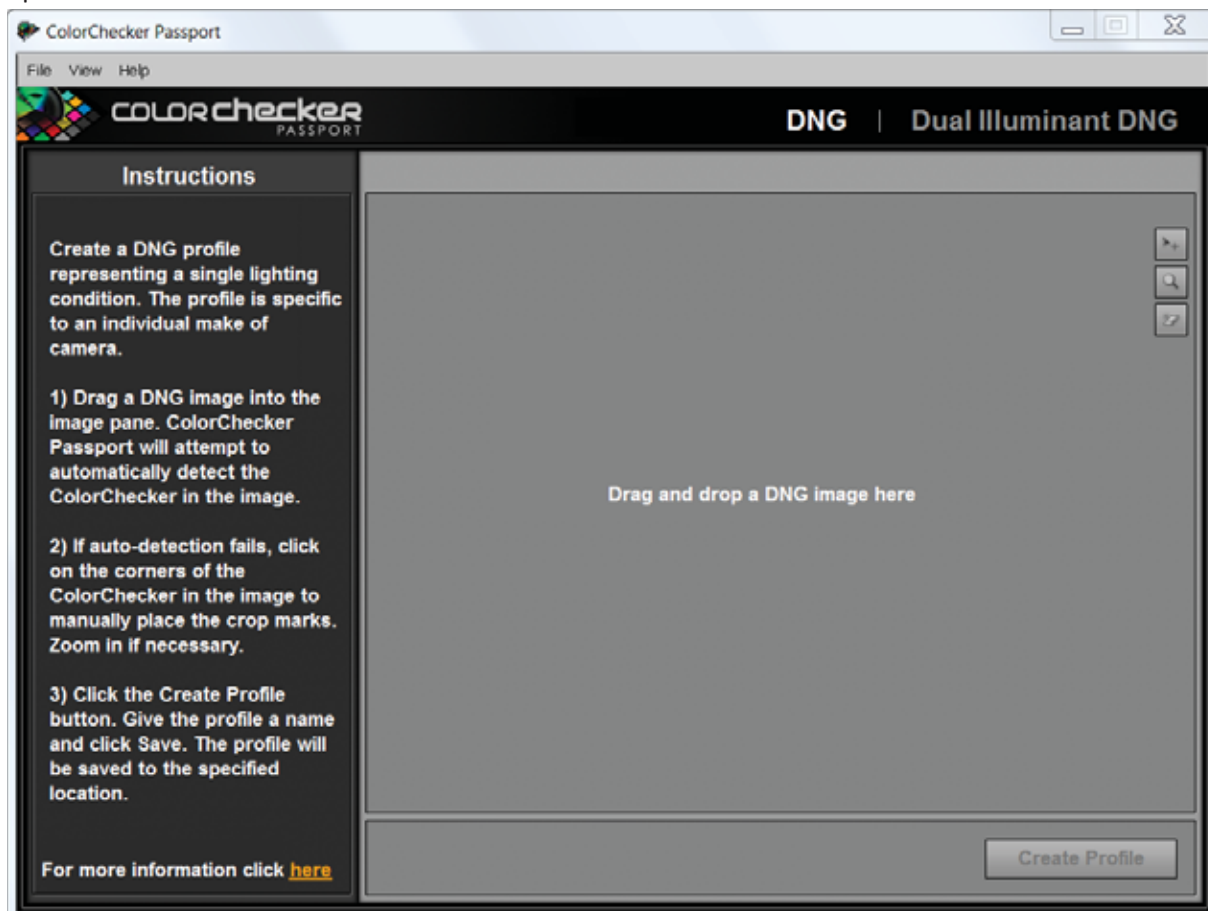 ColorChecker Passport
File View Help
COLOR checker
PASSPORT
DNG | Dual Illuminant DNG
Instructions
Create a DNG profile
representing a single lighting
condition. The profile is specific
to an individual make of
camera.
1) Drag a DNG image into the
image pane. ColorChecker
Passport will attempt to
automatically detect the
ColorChecker in the image.
2) If auto-detection fails, click
on the corners of the
ColorChecker in the image to
manually place the crop marks.
Zoom in if necessary.
3) Click the Create Profile
button. Give the profile a name
and click Save. The profile will
be saved to the specified
location.
For more information click here
Drag and drop a DNG image here
Create Profile